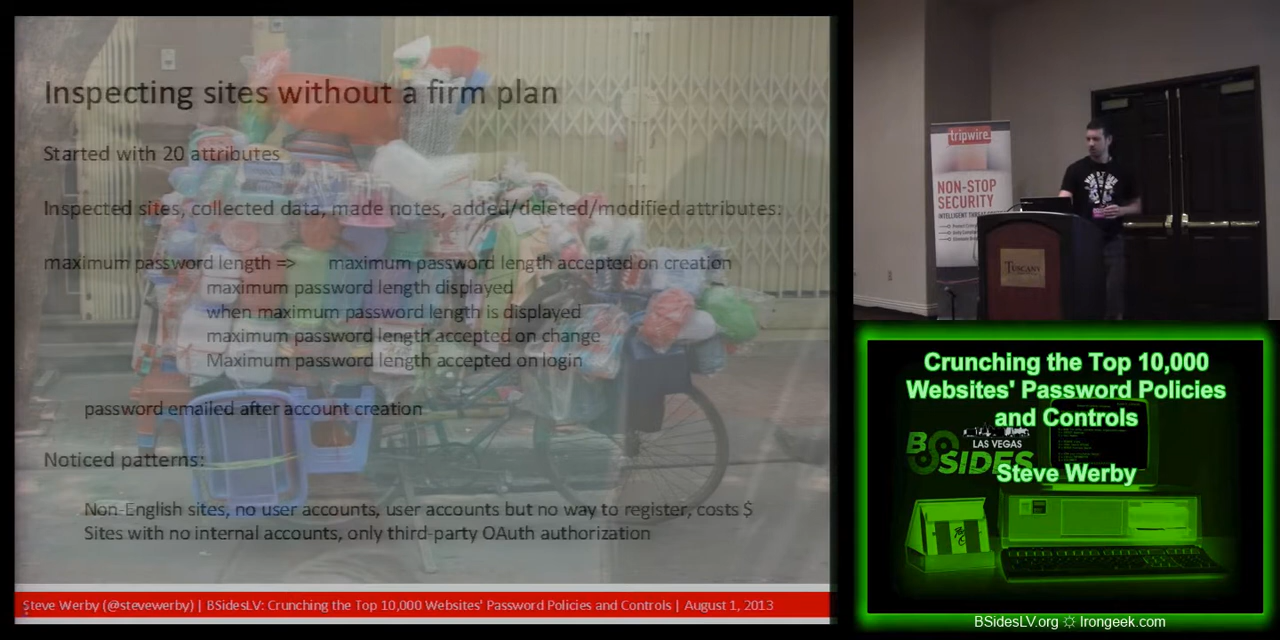 Inspecting sites without a firm plan
Started with 20 attributes
Inspected sites, collected data, made notes, added/deleted/modified attributes:
maximum password length => maximum password length accepted on creation
maximum password length displayed
when maximum password length is displayed
maximum password length accepted on change
Maximum password length accepted on login
password emailed after account creation
Noticed patterns:
Non-English sites, no user accounts, user accounts but no way to register, costs $
Sites with no internal accounts, only third-party OAuth authorization
Steve Werby (@stevewerby) | BSidesLV: Crunching the Top 10,000 Websites' Password Policies and Controls | August 1, 2013
tripwire
NON-STOP
SECURITY
TUSCANY
Crunching the Top 10,000
Websites' Password Policies
and Controls
BSIDES
LAS VEGAS
Steve Werby
BSidesLV.org ☼ Irongeek.com